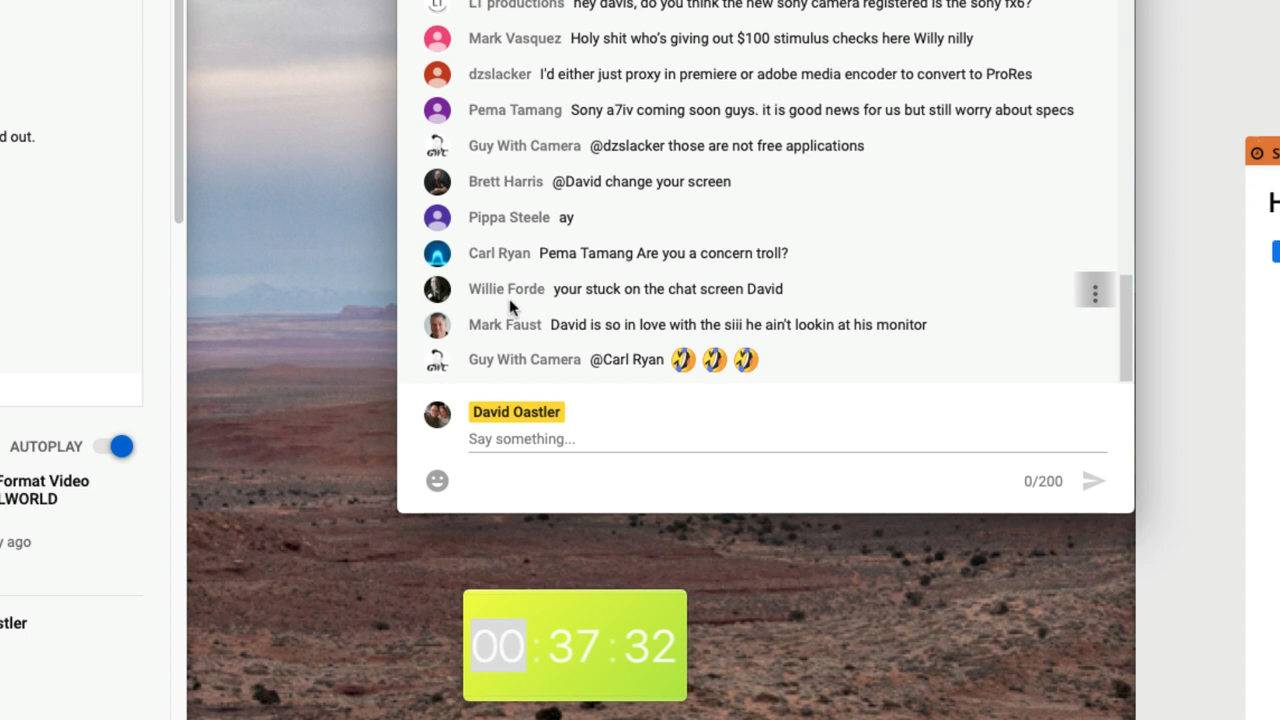 LT productions hey davis, do you think the new sony camera registered is the sony fx6?
Mark Vasquez Holy shit who's giving out $100 stimulus checks here Willy nilly
dzslacker I'd either just proxy in premiere or adobe media encoder to convert to ProRes
Pema Tamang Sony a7iv coming soon guys. it is good news for us but still worry about specs
d out.
Guy With Camera @dzslacker those are not free applications
Brett Harris @David change your screen
Pippa Steele ay
Carl Ryan Pema Tamang Are you a concern troll?
Willie Forde your stuck on the chat screen David
Mark Faust David is so in love with the siii he ain't lookin at his monitor
Guy With Camera @Carl Ryan 🤣 🤣 🤣
David Oastler
Say something...
0/200
AUTOPLAY
Format Video
LWORLD
y ago
stler
00:37:32
S
H